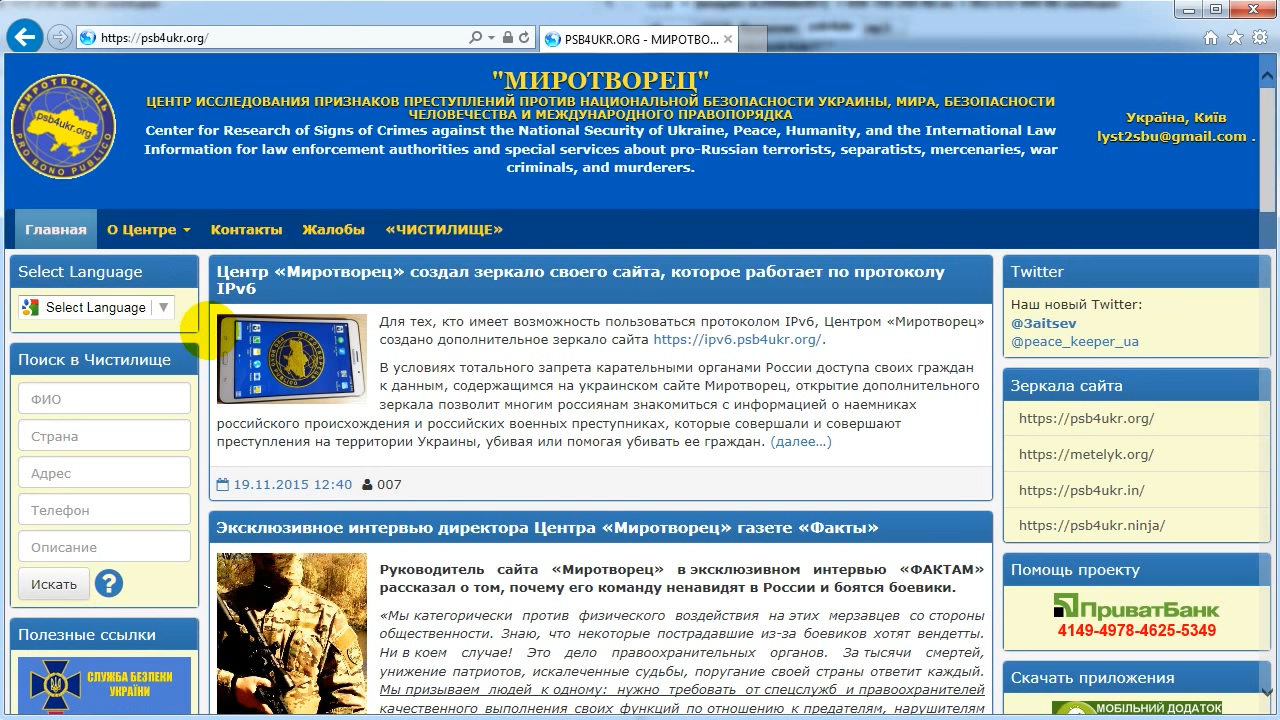 https://psb4ukr.org/
PSB4UKR.ORG - МИРОТВО...
"МИРОТВОРЕЦ"
ЦЕНТР ИССЛЕДОВАНИЯ ПРИЗНАКОВ ПРЕСТУПЛЕНИЙ ПРОТИВ НАЦИОНАЛЬНОЙ БЕЗОПАСНОСТИ УКРАИНЫ, МИРА, БЕЗОПАСНОСТИ
ЧЕЛОВЕЧЕСТВА И МЕЖДУНАРОДНОГО ПРАВОПОРЯДКА
Center for Research of Signs of Crimes against the National Security of Ukraine, Peace, Humanity, and the International Law
Information for law enforcement authorities and special services about pro-Russian terrorists, separatists, mercenaries, war
criminals, and murderers.
МИРОТВОРЕЦЬ
psb4ukr.org
PRO BONO PUBLICO
Україна, Київ
lyst2sbu@gmail.com .
Главная
О Центре
Контакты
Жалобы
«ЧИСТИЛИЩЕ»
Select Language
Select Language
Поиск в Чистилище
ФИО
Страна
Адрес
Телефон
Описание
Искать
?
Полезные ссылки
СЛУЖБА БЕЗПЕКИ
УКРАЇНИ
Центр «Миротворец» создал зеркало своего сайта, которое работает по протоколу
IPv6
Для тех, кто имеет возможность пользоваться протоколом IPv6, Центром «Миротворец»
создано дополнительное зеркало сайта https://ipv6.psb4ukr.org/.
В условиях тотального запрета карательными органами России доступа своих граждан
к данным, содержащимся на украинском сайте Миротворец, открытие дополнительного
зеркала позволит многим россиянам знакомиться с информацией о наемниках
российского происхождения и российских военных преступниках, которые совершали и совершают
преступления на территории Украины, убивая или помогая убивать ее граждан. (далее…)
19.11.2015 12:40 007
Эксклюзивное интервью директора Центра «Миротворец» газете «Факты»
Руководитель сайта «Миротворец» в эксклюзивном интервью «ФАКТАМ»
рассказал о том, почему его команду ненавидят в России и боятся боевики.
«Мы категорически против физического воздействия на этих мерзавцев со стороны
общественности. Знаю, что некоторые пострадавшие из-за боевиков хотят вендетты.
Ни в коем случае! Это дело правоохранительных органов. За тысячи смертей,
унижение патриотов, искалеченные судьбы, поругания своей страны ответит каждый.
Мы призываем людей к одному: нужно требовать от спецслужб и правоохранителей
качественного выполнения своих функций по отношению к предателям, нарушителям
Twitter
Наш новый Twitter:
@3aitsev
@peace_keeper_ua
Зеркала сайта
https://psb4ukr.org/
https://metelyk.org/
https://psb4ukr.in/
https://psb4ukr.ninja/
Помощь проекту
ПриватБанк
4149-4978-4625-5349
Скачать приложения
МОБІЛЬНИЙ ДОДАТОК